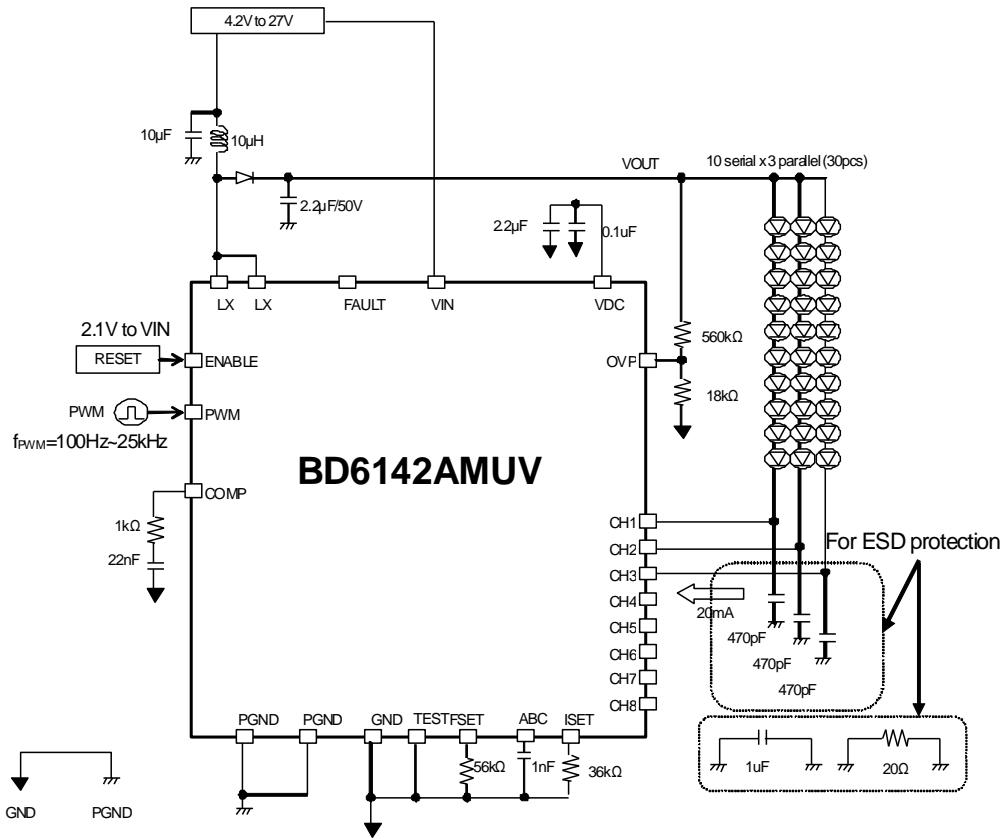 4.2V to 27V
10µF
10µH
VOUT
10 serial x 3 parallel (30pcs)
2.2µF/50V
2.2µF
0.1uF
LX
LX
FAULT
VIN
VDC
2.1V to VIN
RESET
ENABLE
560kΩ
OVP
18kΩ
PWM
PWM
fPWM=100Hz~25kHz
BD6142AMUV
COMP
1kΩ
22nF
CH1
CH2
CH3
CH4
CH5
CH6
CH7
CH8
For ESD protection
20mA
470pF
470pF
470pF
PGND
PGND
GND
TEST
FSET
ABC
ISET
56kΩ
1nF
36kΩ
1uF
20Ω
GND
PGND